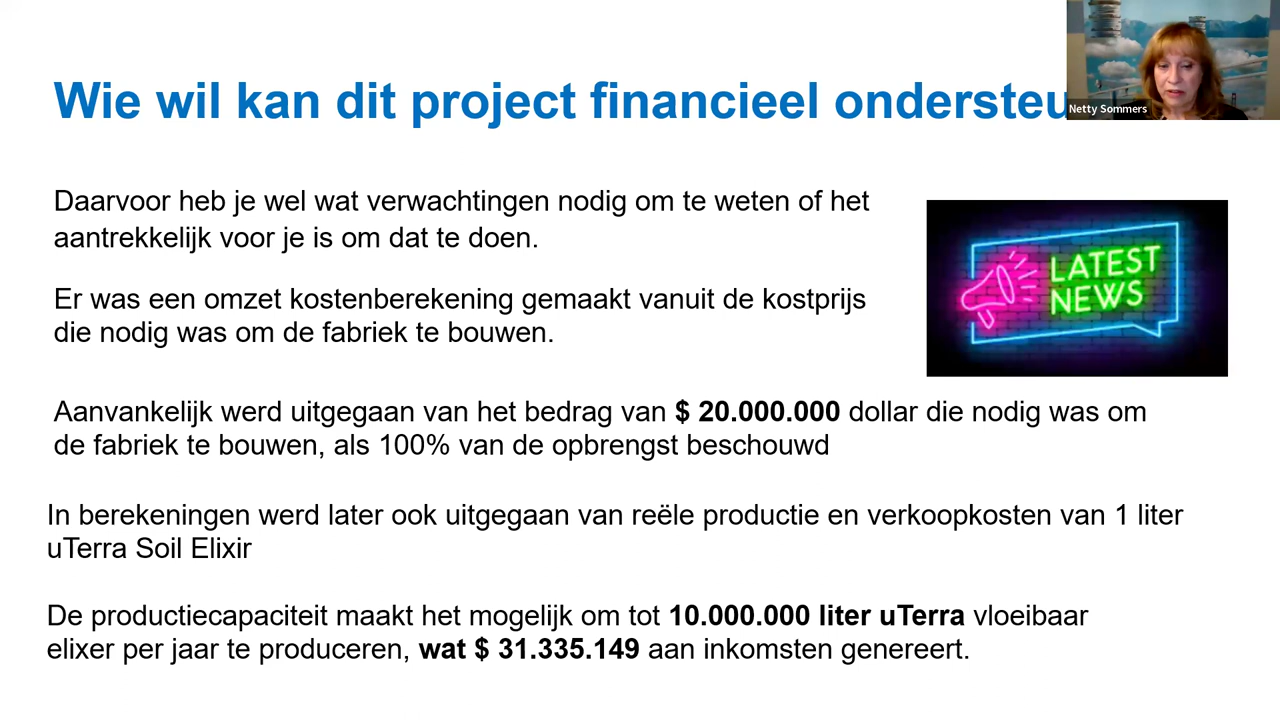 Wie wil kan dit project financieel ondersteu
Netty Sommers
Daarvoor heb je wel wat verwachtingen nodig om te weten of het
aantrekkelijk voor je is om dat te doen.
LATEST
NEWS
Er was een omzet kostenberekening gemaakt vanuit de kostprijs
die nodig was om de fabriek te bouwen.
Aanvankelijk werd uitgegaan van het bedrag van $ 20.000.000 dollar die nodig was om
de fabriek te bouwen, als 100% van de opbrengst beschouwd
In berekeningen werd later ook uitgegaan van reële productie en verkoopkosten van 1 liter
uTerra Soil Elixir
De productiecapaciteit maakt het mogelijk om tot 10.000.000 liter uTerra vloeibaar
elixer per jaar te produceren, wat $ 31.335.149 aan inkomsten genereert.